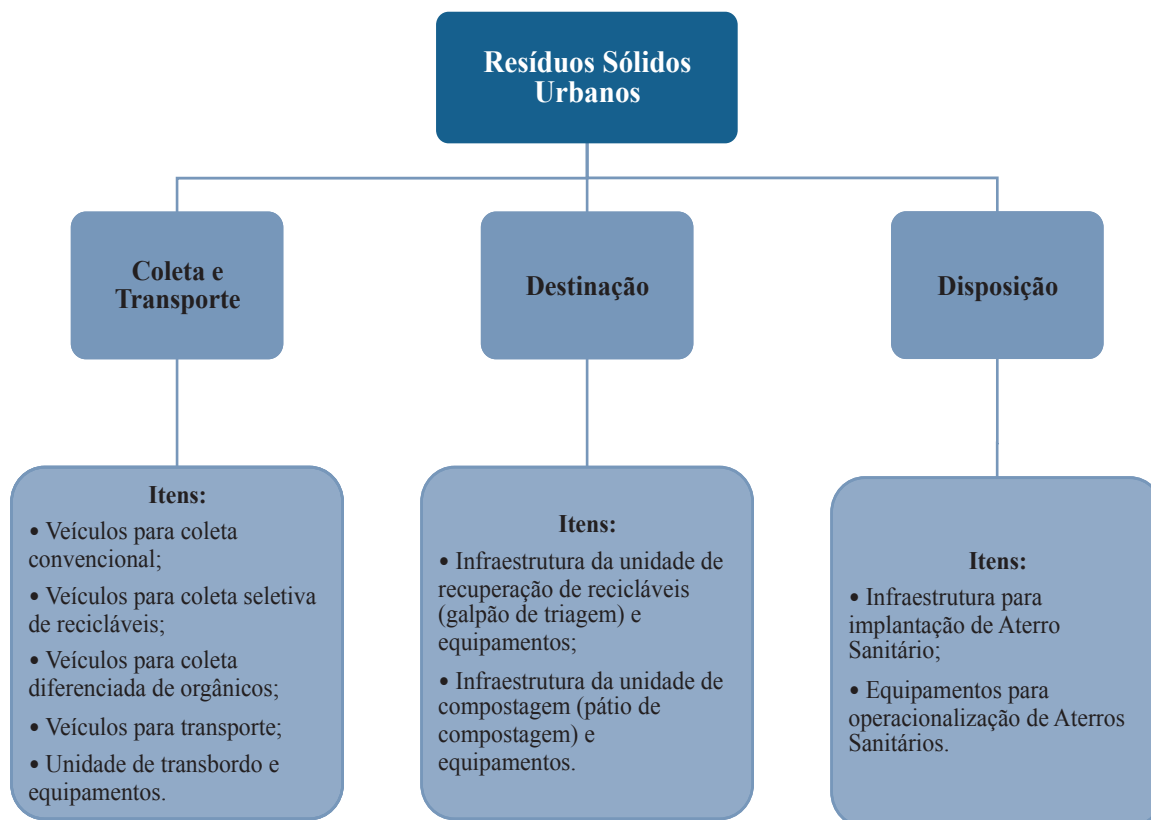 Resíduos Sólidos
Urbanos
Coleta e
Transporte
Destinação
Disposição
Itens:
• Veículos para coleta
convencional;
• Veículos para coleta seletiva
de recicláveis;
• Veículos para coleta
diferenciada de orgânicos;
• Veículos para transporte;
• Unidade de transbordo e
equipamentos.
Itens:
• Infraestrutura da unidade de
recuperação de recicláveis
(galpão de triagem) e
equipamentos;
• Infraestrutura da unidade de
compostagem (pátio de
compostagem) e
equipamentos.
Itens:
• Infraestrutura para
implantação de Aterro
Sanitário;
• Equipamentos para
operacionalização de Aterros
Sanitários.